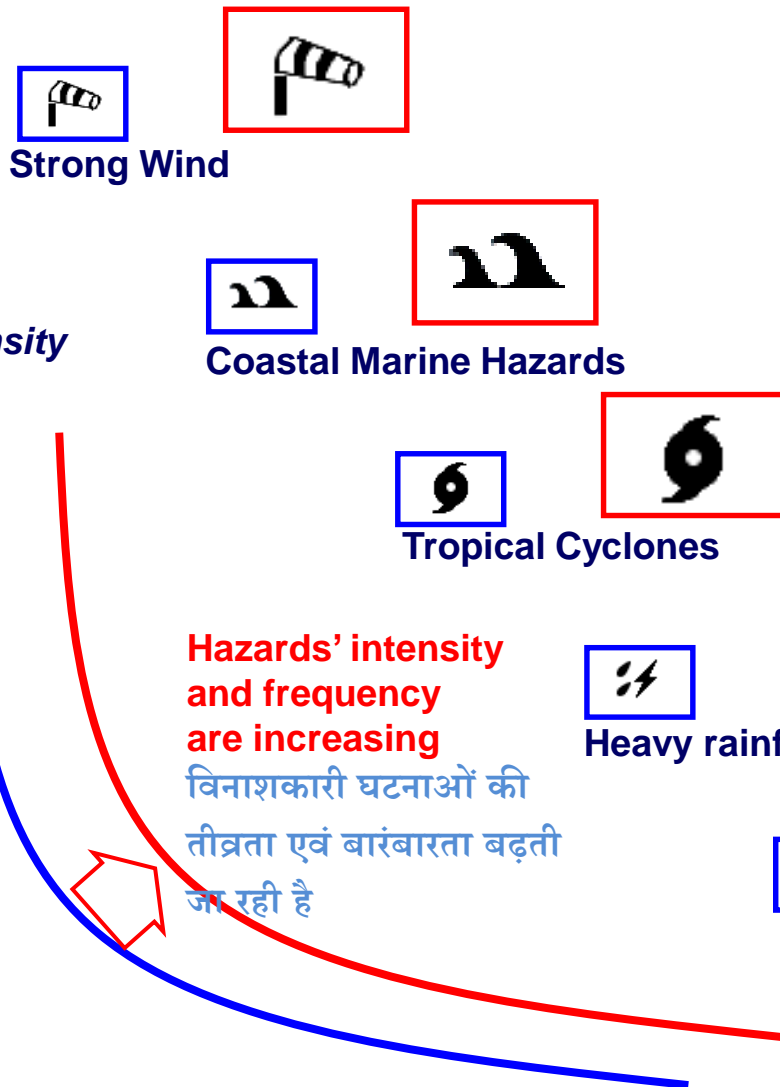 Strong Wind
nsity
Coastal Marine Hazards
Tropical Cyclones
Hazards’ intensity
and frequency
are increasing
Heavy rainf
विनाशकारी घटनाओं की
तीव्रता एवं बारंबारता बढ़ती
जा रही है